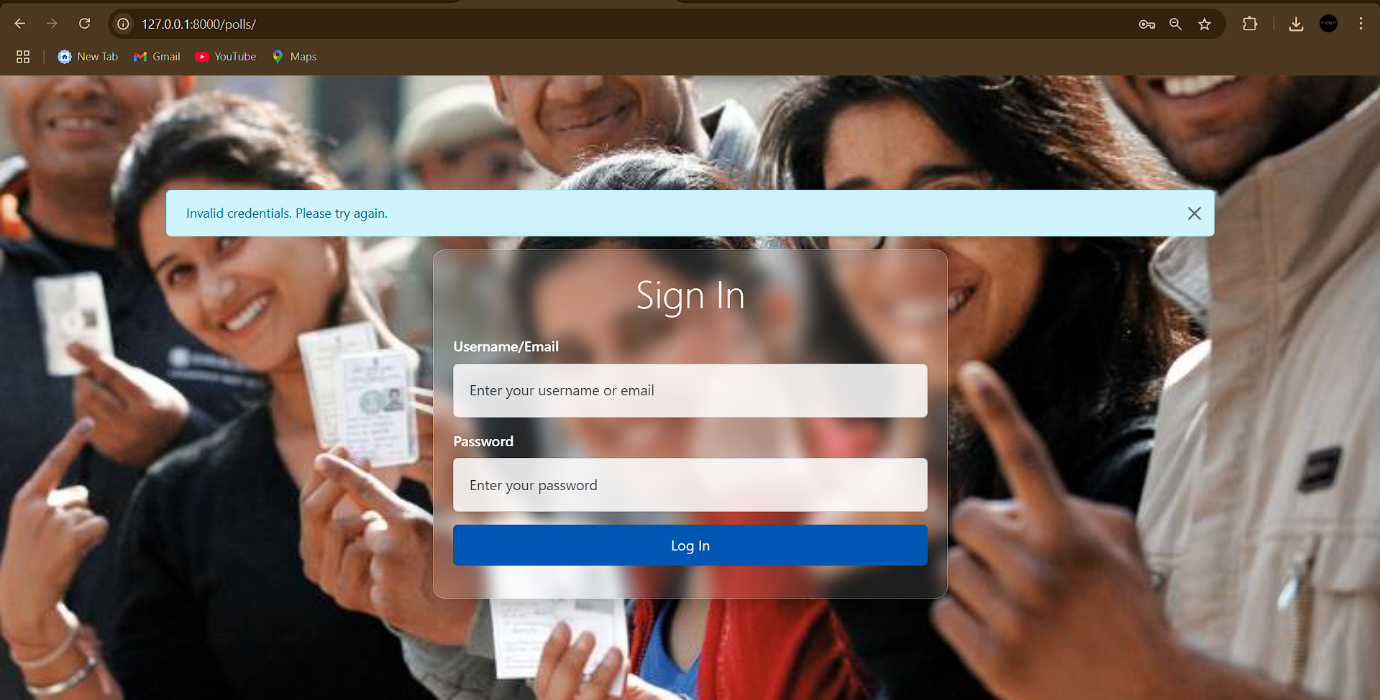 127.0.0.1:8000/polls/
New Tab Gmail YouTube Maps
Invalid credentials. Please try again.
Sign In
Username/Email
Enter your username or email
Password
Enter your password
Log In